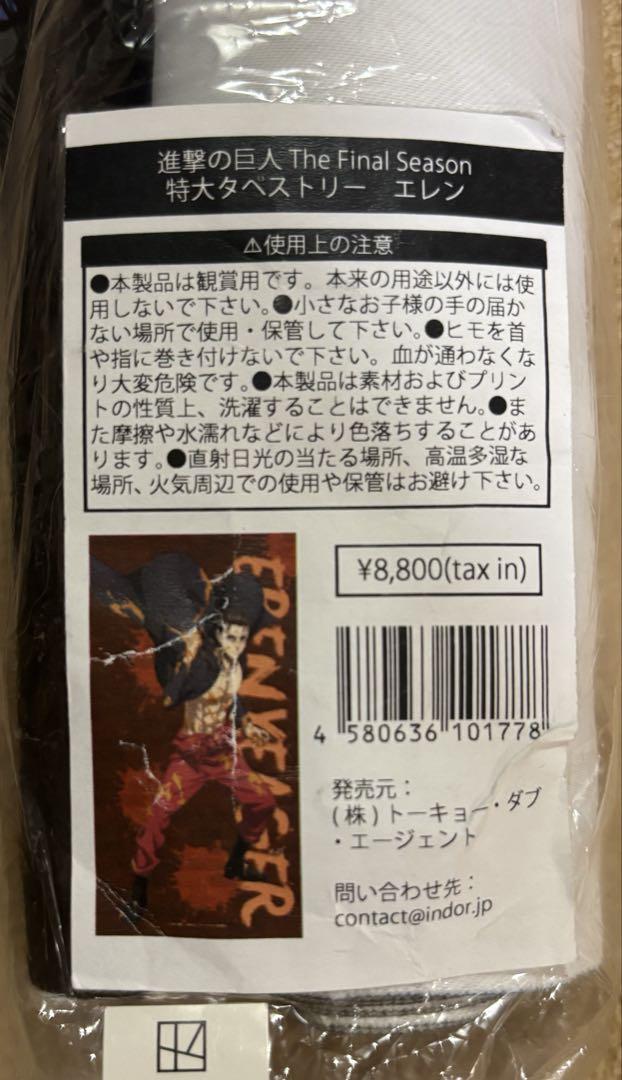 進撃の巨人 The Final Season
特大タペストリー　エレン
⚠使用上の注意
●本製品は観賞用です。本来の用途以外には使
用しないで下さい。●小さなお子様の手の届か
ない場所で使用・保管して下さい。●ヒモを首
や指に巻き付けないで下さい。血が通わなくな
り大変危険です。●本製品は素材およびプリン
トの性質上、洗濯することはできません。●ま
た摩擦や水濡れなどにより色落ちすることがあ
ります。●直射日光の当たる場所、高温多湿な
場所、火気周辺での使用や保管はお避け下さい。
EREN YEAGER
¥8,800(tax in)
4 580636 101778
発売元：
(株)トーキョー・ダブ
・エージェント
問い合わせ先：
contact@indor.jp